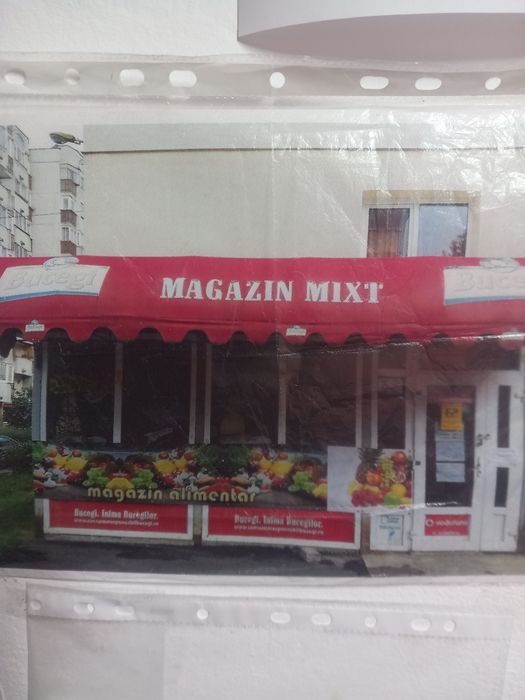 Bucegi
MAGAZIN MIXT
Bucegi
magazin alimentar
Bucegi. Inima Bucegilor.
Bucegi. Inima Bucegilor.
vodafone